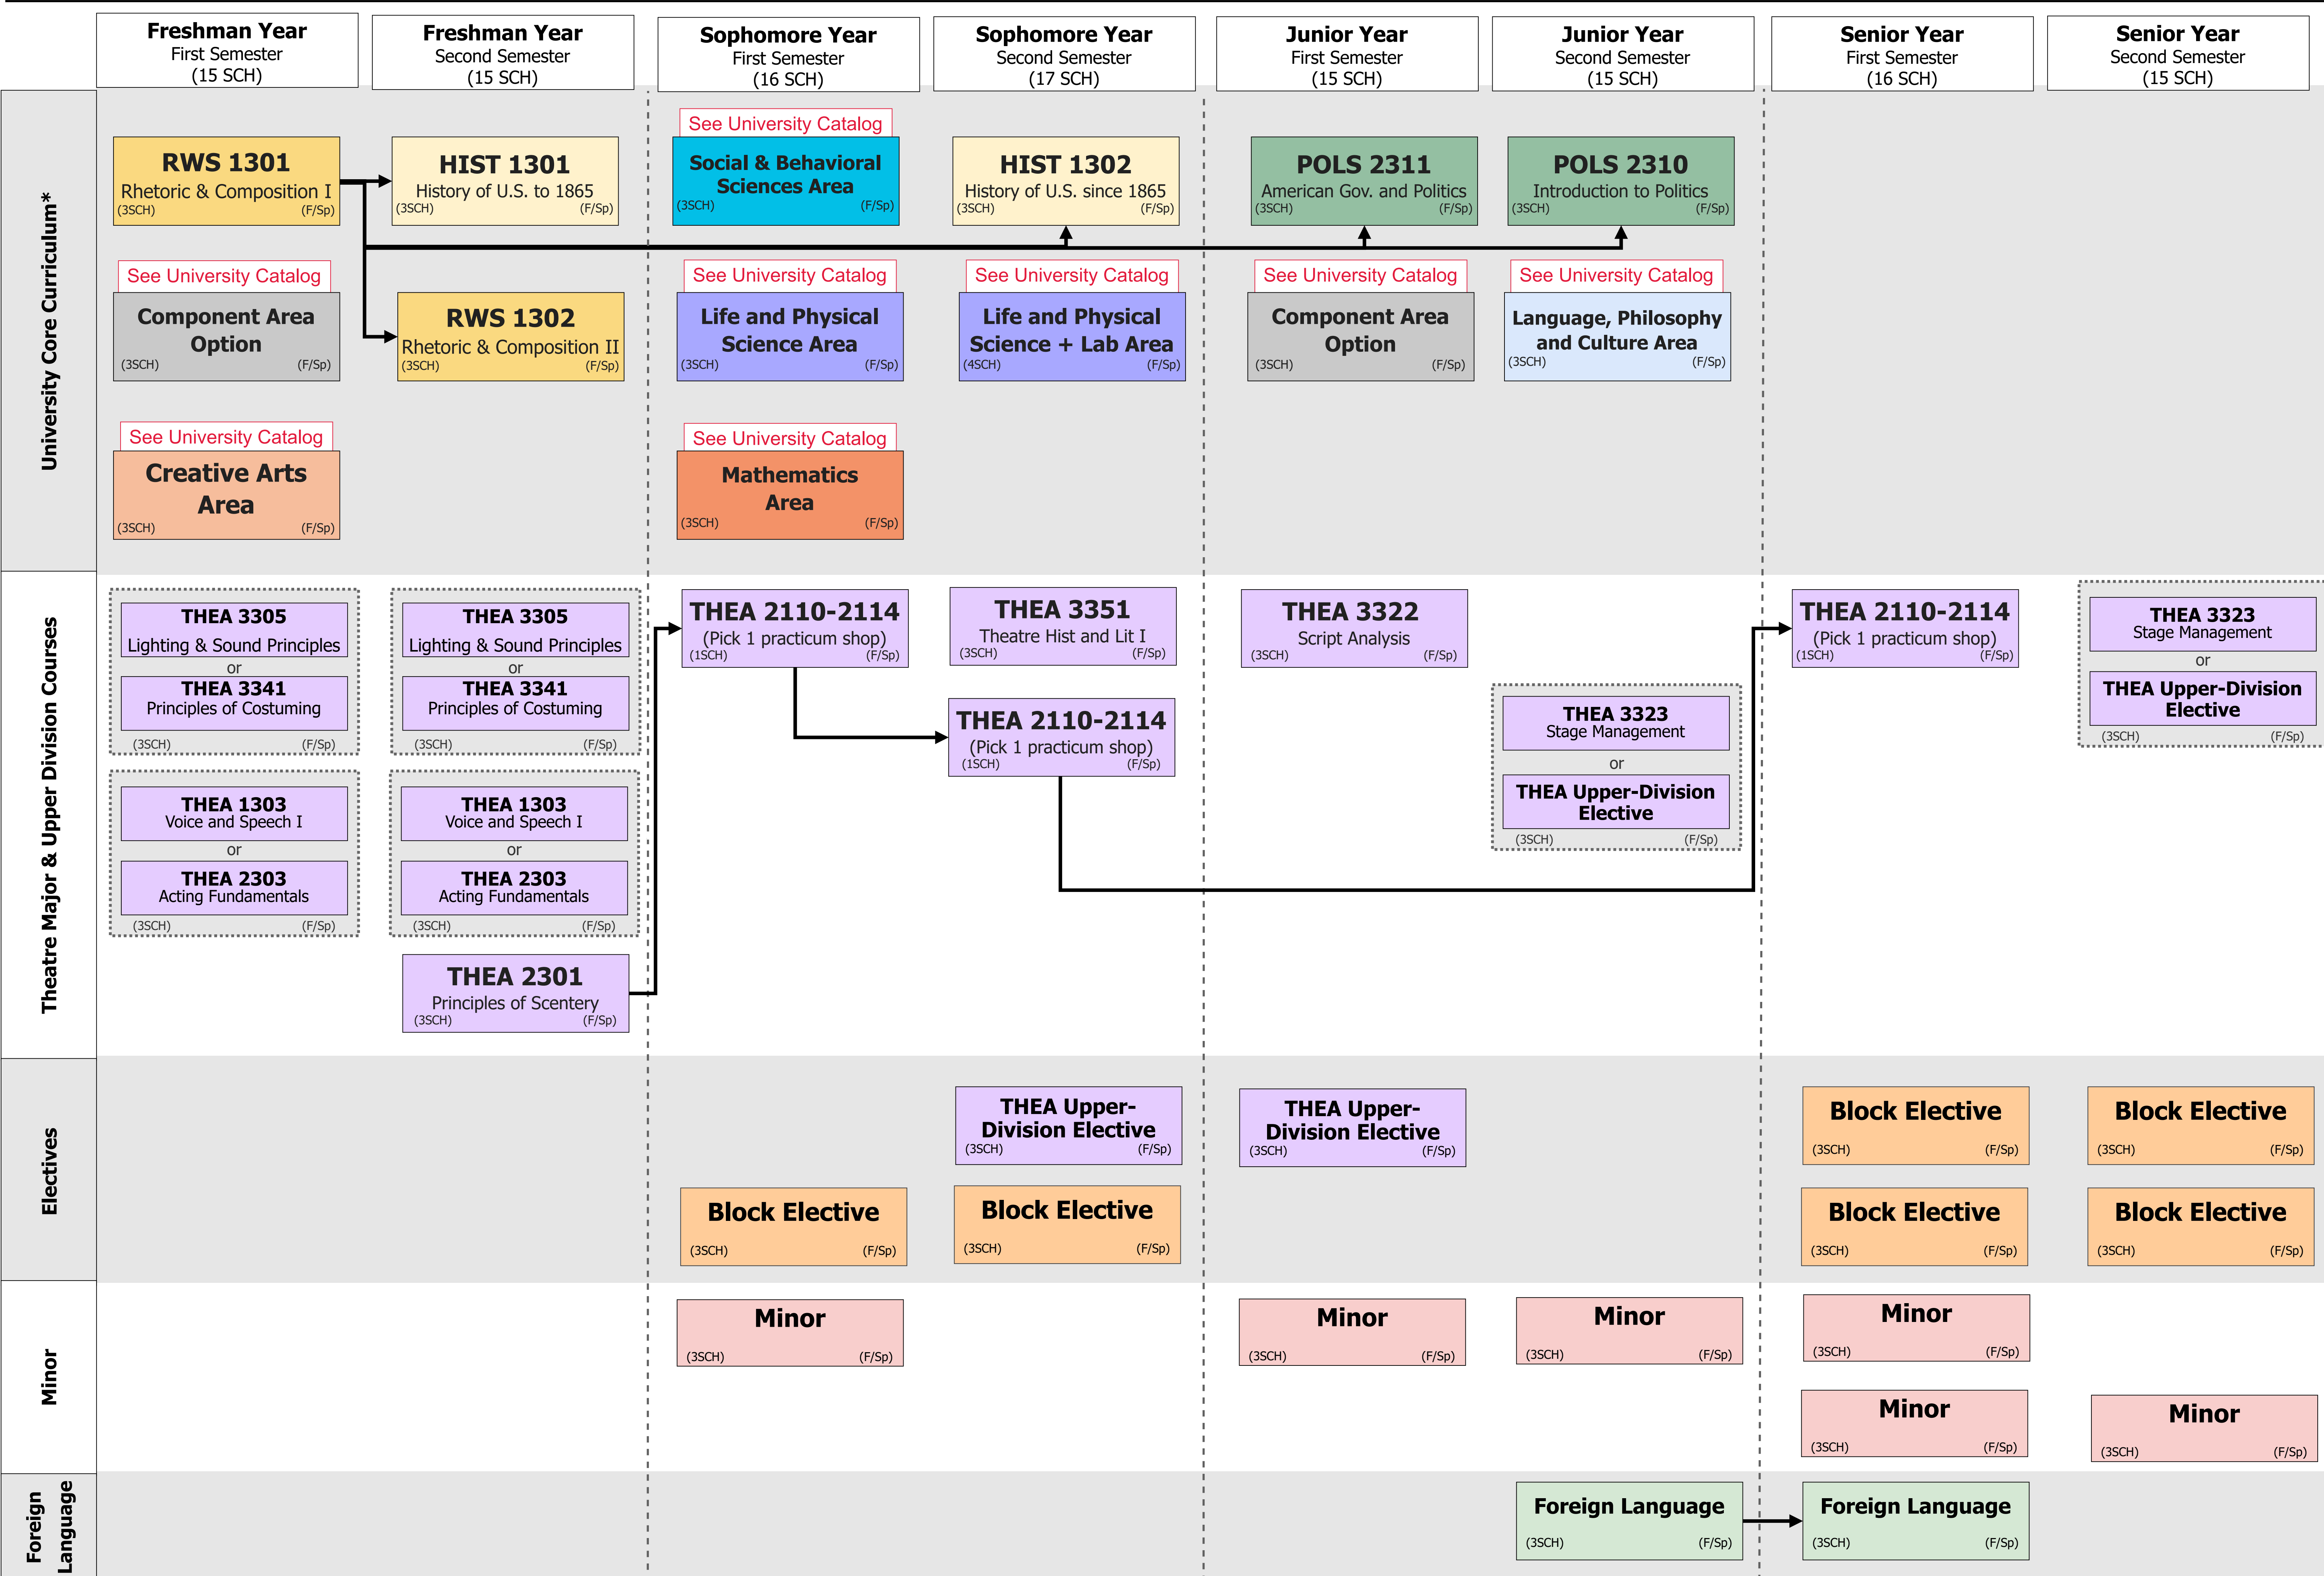 Freshman Year
First Semester
(15 SCH)
Freshman Year
Second Semester
(15 SCH)
Sophomore Year
First Semester
(16 SCH)
Sophomore Year
Second Semester
(17 SCH)
Junior Year
First Semester
(15 SCH)
Junior Year
Second Semester
(15 SCH)
Senior Year
First Semester
(16 SCH)
Senior Year
Second Semester
(15 SCH)
University Core Curriculum*
RWS 1301
Rhetoric & Composition I
(3SCH) (F/Sp)
HIST 1301
History of U.S. to 1865
(3SCH) (F/Sp)
See University Catalog
Social & Behavioral
Sciences Area
(3SCH) (F/Sp)
HIST 1302
History of U.S. since 1865
(3SCH) (F/Sp)
POLS 2311
American Gov. and Politics
(3SCH) (F/Sp)
POLS 2310
Introduction to Politics
(3SCH) (F/Sp)
See University Catalog
Component Area
Option
(3SCH) (F/Sp)
RWS 1302
Rhetoric & Composition II
(3SCH) (F/Sp)
See University Catalog
Life and Physical
Science Area
(3SCH) (F/Sp)
See University Catalog
Life and Physical
Science + Lab Area
(4SCH) (F/Sp)
See University Catalog
Component Area
Option
(3SCH) (F/Sp)
See University Catalog
Language, Philosophy
and Culture Area
(3SCH) (F/Sp)
See University Catalog
Creative Arts
Area
(3SCH) (F/Sp)
See University Catalog
Mathematics
Area
(3SCH) (F/Sp)
Theatre Major & Upper Division Courses
THEA 3305
Lighting & Sound Principles
or
THEA 3341
Principles of Costuming
(3SCH) (F/Sp)
THEA 3305
Lighting & Sound Principles
or
THEA 3341
Principles of Costuming
(3SCH) (F/Sp)
THEA 2110-2114
(Pick 1 practicum shop)
(1SCH) (F/Sp)
THEA 3351
Theatre Hist and Lit I
(3SCH) (F/Sp)
THEA 3322
Script Analysis
(3SCH) (F/Sp)
THEA 2110-2114
(Pick 1 practicum shop)
(1SCH) (F/Sp)
THEA 3323
Stage Management
or
THEA Upper-Division
Elective
(3SCH) (F/Sp)
THEA 2110-2114
(Pick 1 practicum shop)
(1SCH) (F/Sp)
THEA 3323
Stage Management
or
THEA Upper-Division
Elective
(3SCH) (F/Sp)
THEA 1303
Voice and Speech I
or
THEA 2303
Acting Fundamentals
(3SCH) (F/Sp)
THEA 1303
Voice and Speech I
or
THEA 2303
Acting Fundamentals
(3SCH) (F/Sp)
THEA 2301
Principles of Scentery
(3SCH) (F/Sp)
Electives
THEA Upper-
Division Elective
(3SCH) (F/Sp)
THEA Upper-
Division Elective
(3SCH) (F/Sp)
Block Elective
(3SCH) (F/Sp)
Block Elective
(3SCH) (F/Sp)
Block Elective
(3SCH) (F/Sp)
Block Elective
(3SCH) (F/Sp)
Block Elective
(3SCH) (F/Sp)
Block Elective
(3SCH) (F/Sp)
Minor
Minor
(3SCH) (F/Sp)
Minor
(3SCH) (F/Sp)
Minor
(3SCH) (F/Sp)
Minor
(3SCH) (F/Sp)
Minor
(3SCH) (F/Sp)
Minor
(3SCH) (F/Sp)
Foreign
Language
Foreign Language
(3SCH) (F/Sp)
Foreign Language
(3SCH) (F/Sp)